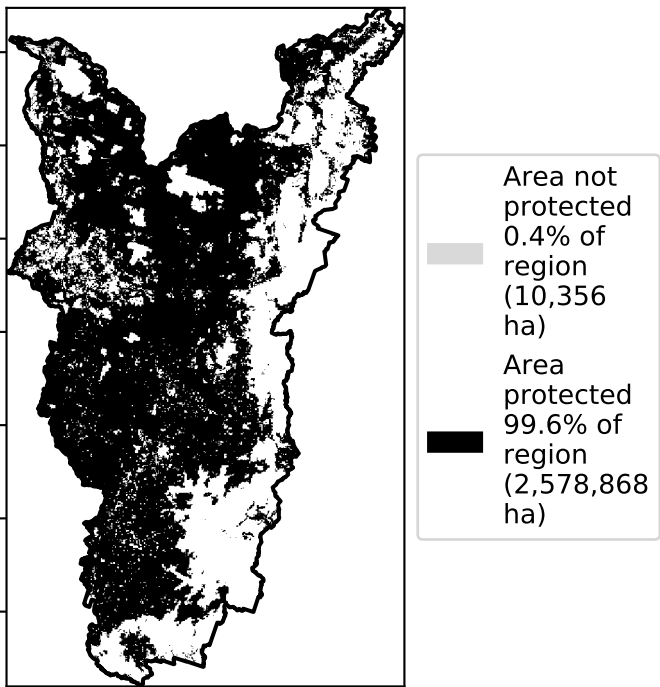 Area not
protected
0.4% of
region
(10,356
ha)
Area
protected
99.6% of
region
(2,578,868
ha)